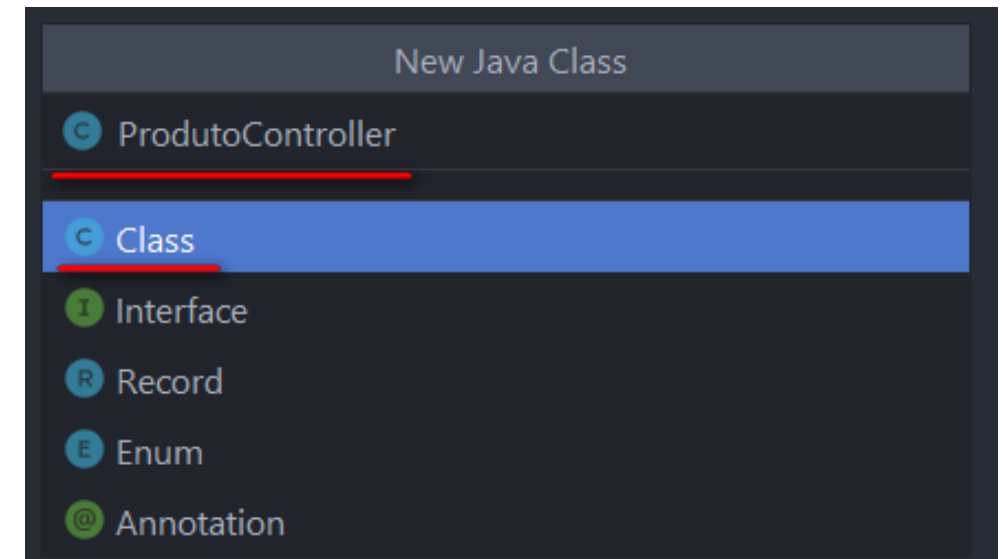 New Java Class
C ProdutoController
C Class
I Interface
R Record
E Enum
@ Annotation